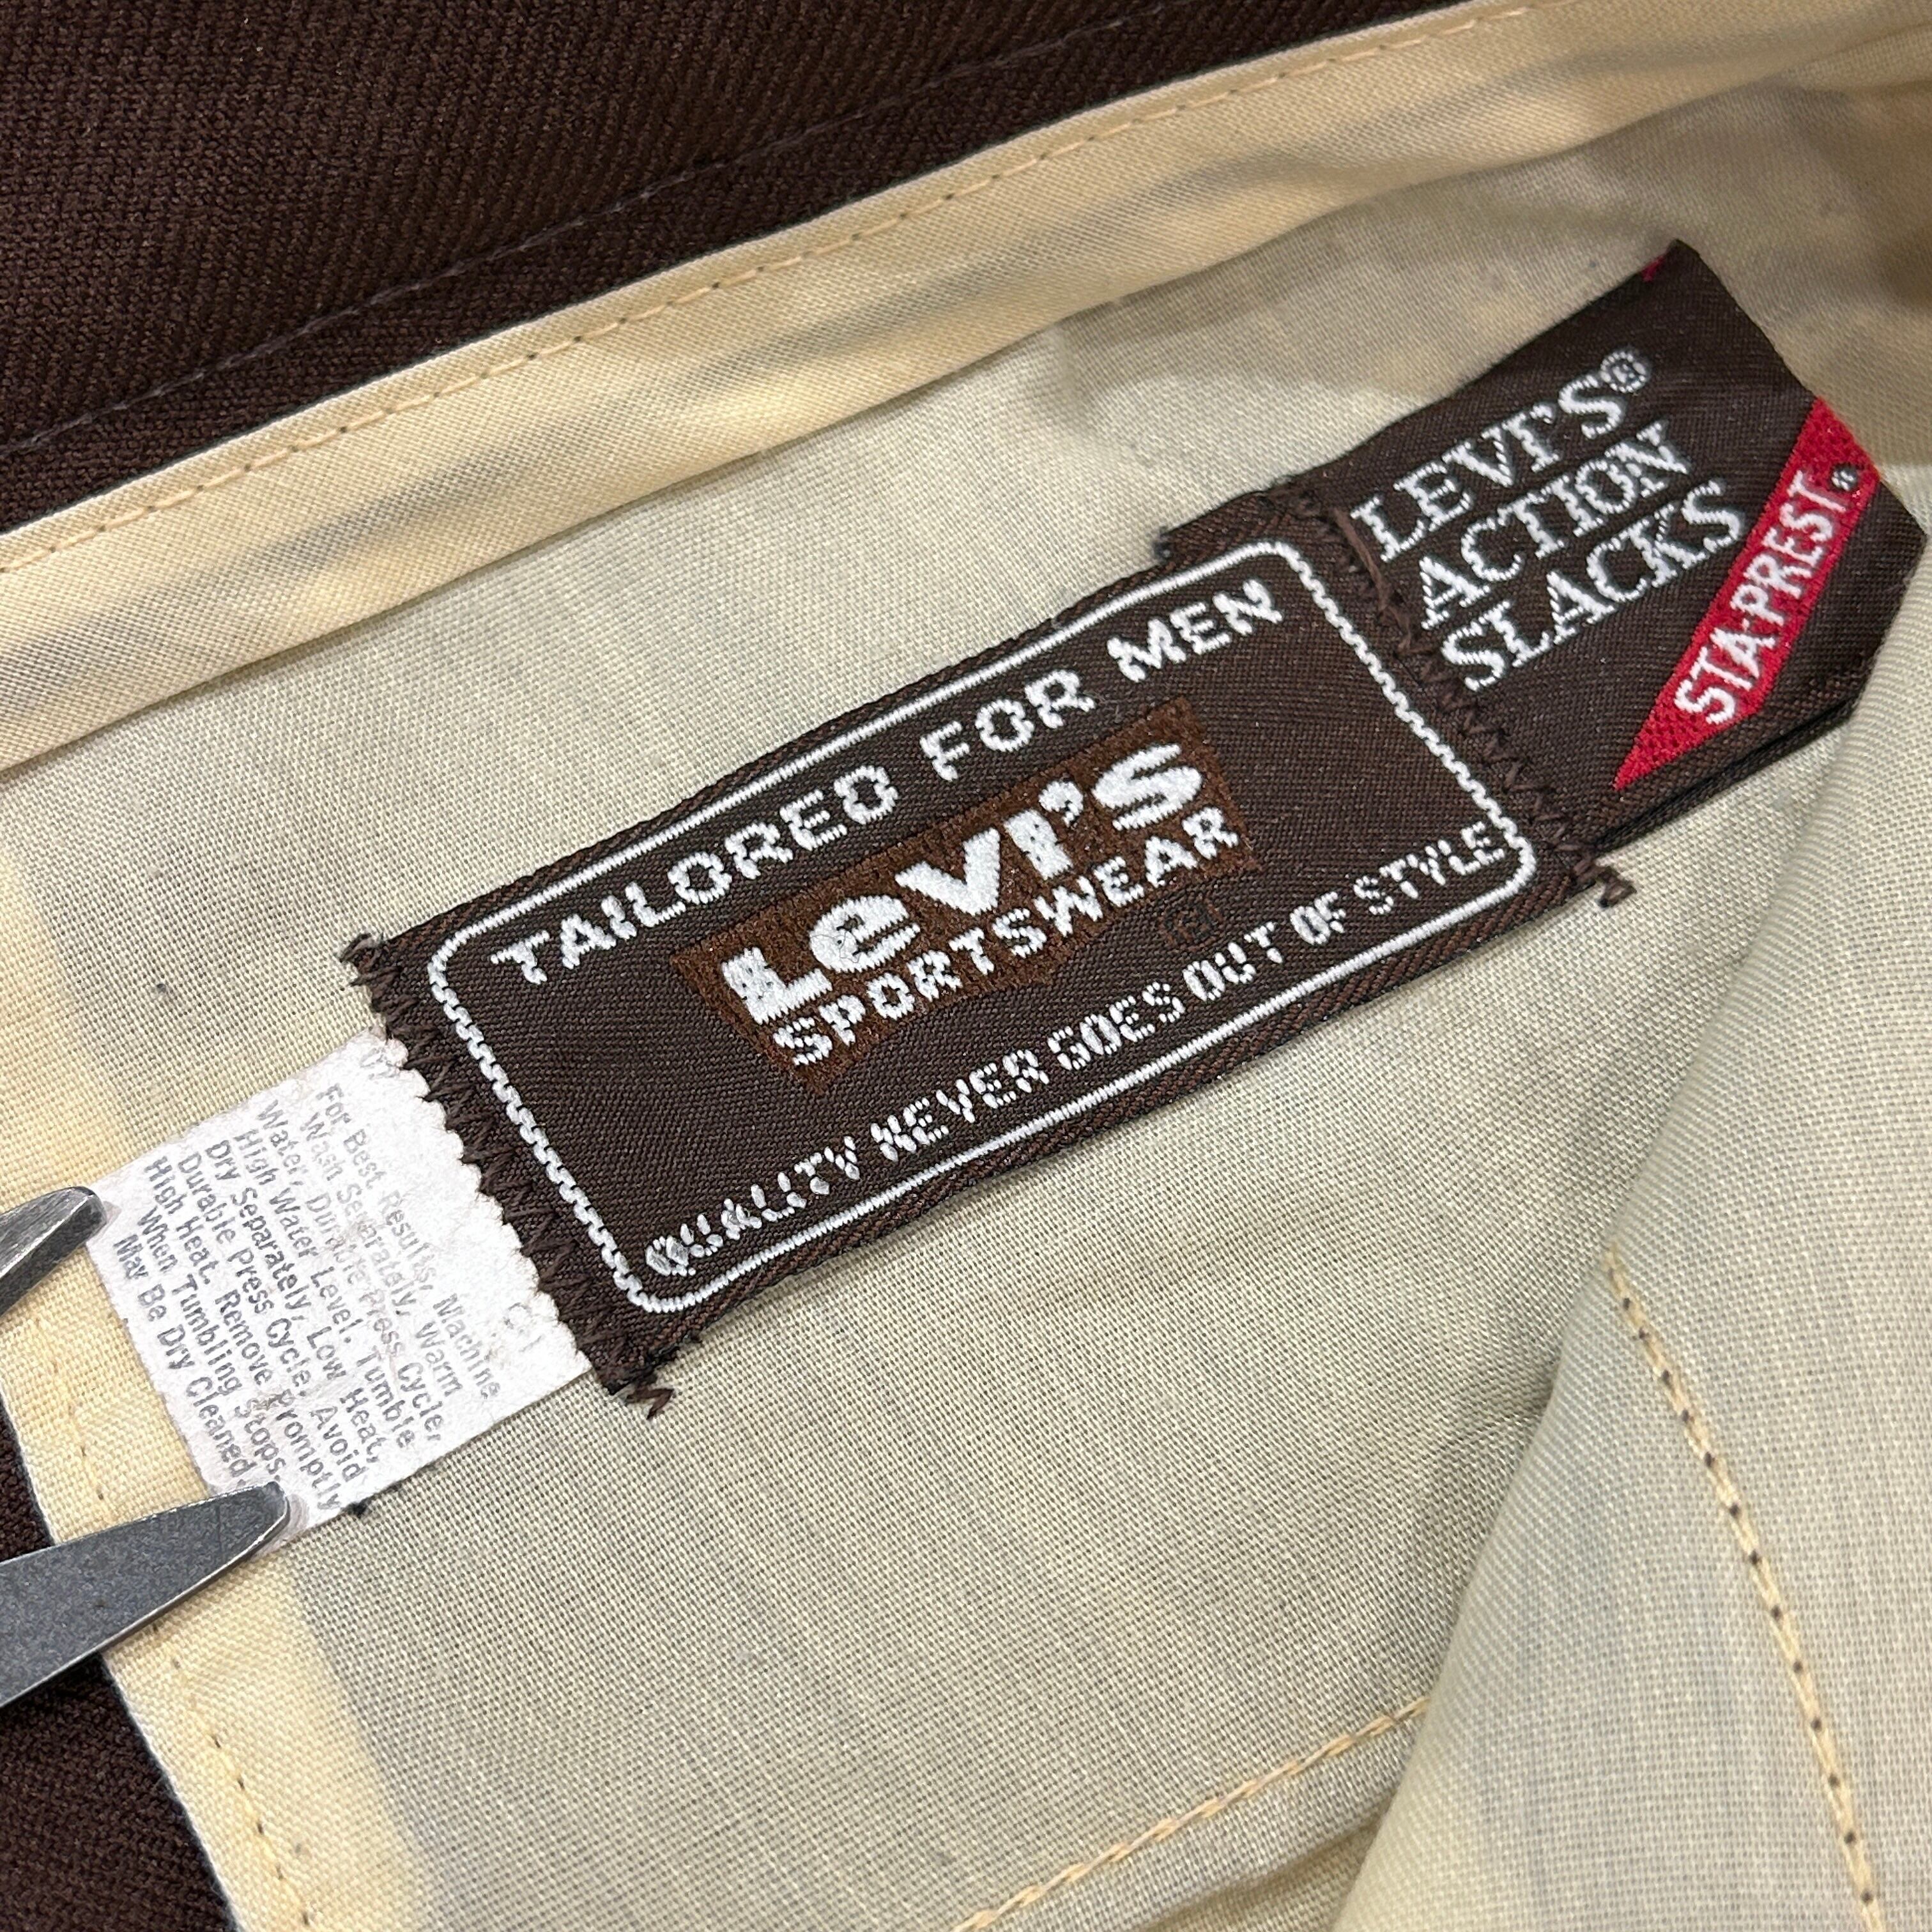 LEVI'S®
ACTION
SLACKS
STA-PREST®
TAILORED FOR MEN
Levi's
SPORTSWEAR
QUALITY NEVER GOES OUT OF STYLE
For Best Results, Machine
Wash Separately, Warm
Water, Durable Press Cycle,
High Water Level. Tumble
Dry Separately, Low Heat,
Durable Press Cycle. Avoid
High Heat. Remove Promptly
When Tumbling Stops.
May Be Dry Cleaned.